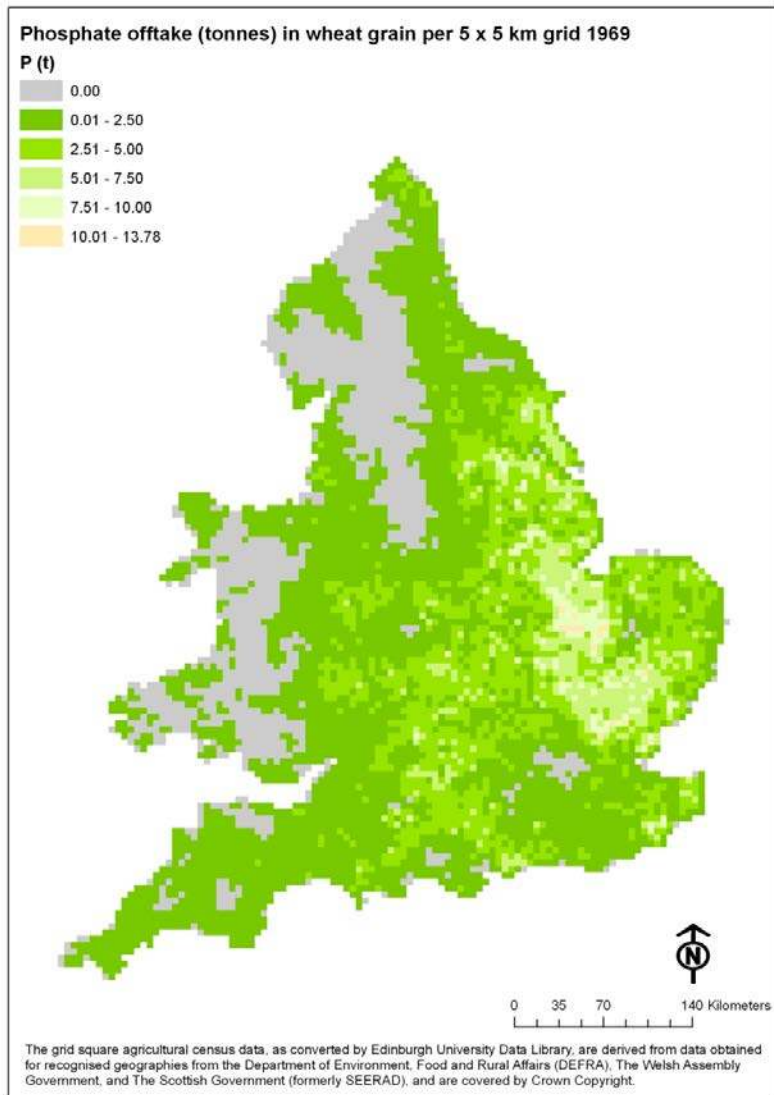 Phosphate offtake (tonnes) in wheat grain per 5 x 5 km grid 1969
P (t)
0.00
0.01 - 2.50
2.51 - 5.00
5.01 - 7.50
7.51 - 10.00
10.01 - 13.78
N
0 35 70 140 Kilometers
The grid square agricultural census data, as converted by Edinburgh University Data Library, are derived from data obtained
for recognised geographies from the Department of Environment, Food and Rural Affairs (DEFRA), The Welsh Assembly
Government, and The Scottish Government (formerly SEERAD), and are covered by Crown Copyright.